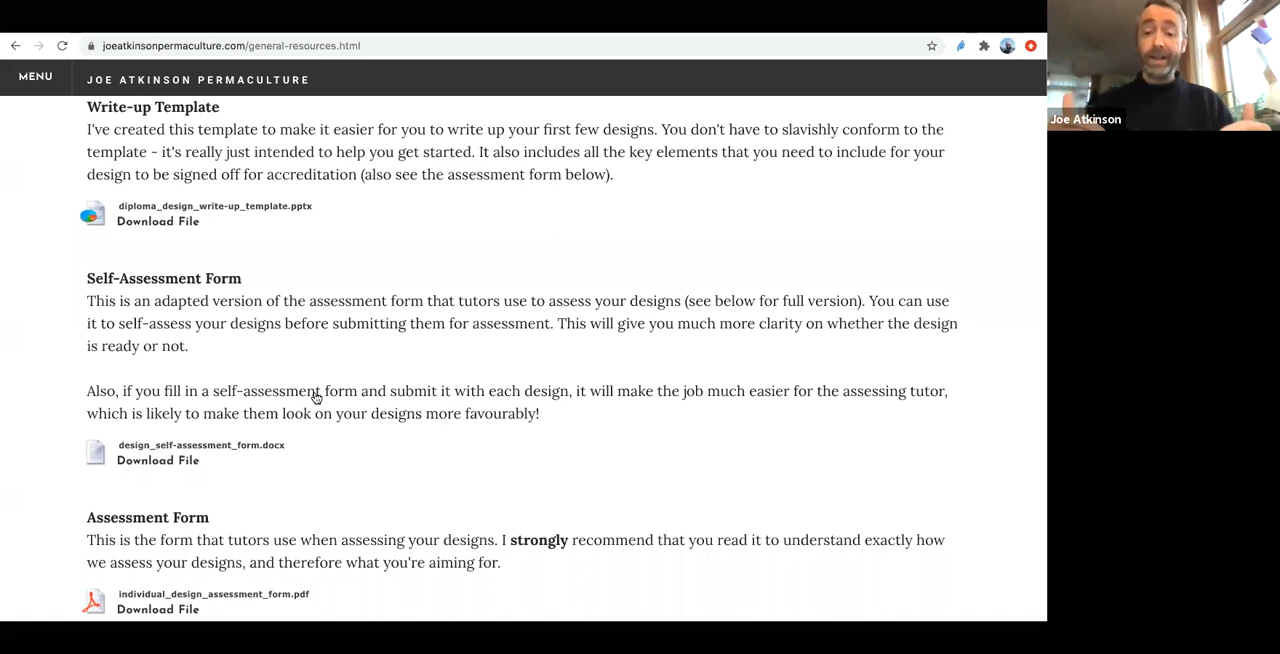 joeatkinsonpermaculture.com/general-resources.html
MENU
JOE ATKINSON PERMACULTURE
Write-up Template
I've created this template to make it easier for you to write up your first few designs. You don't have to slavishly conform to the
template - it's really just intended to help you get started. It also includes all the key elements that you need to include for your
design to be signed off for accreditation (also see the assessment form below).
diploma_design_write-up_template.pptx
Download File
Self-Assessment Form
This is an adapted version of the assessment form that tutors use to assess your designs (see below for full version). You can use
it to self-assess your designs before submitting them for assessment. This will give you much more clarity on whether the design
is ready or not.
Also, if you fill in a self-assessment form and submit it with each design, it will make the job much easier for the assessing tutor,
which is likely to make them look on your designs more favourably!
design_self-assessment_form.docx
Download File
Assessment Form
This is the form that tutors use when assessing your designs. I strongly recommend that you read it to understand exactly how
we assess your designs, and therefore what you're aiming for.
individual_design_assessment_form.pdf
Download File
Joe Atkinson